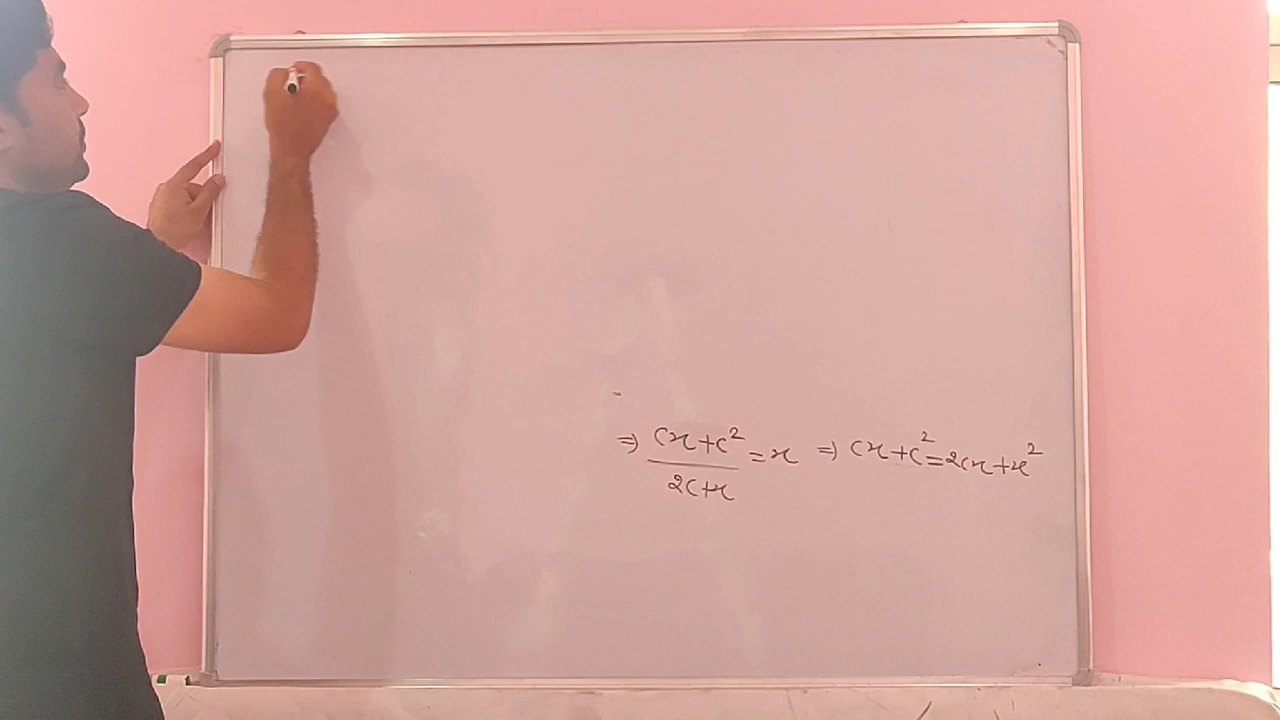 ⇒ (cx+c²)/(2c+x) = x ⇒ cx+c² = 2cx+x²